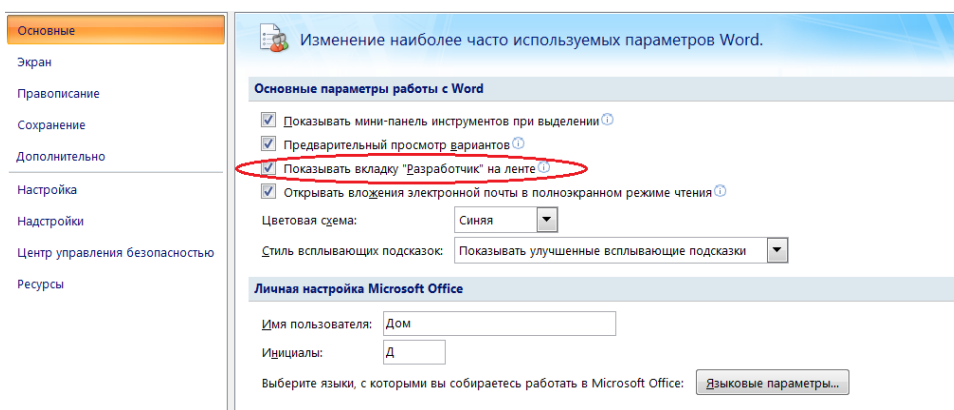 Основные
Экран
Правописание
Сохранение
Дополнительно
Настройка
Надстройки
Центр управления безопасностью
Ресурсы
Изменение наиболее часто используемых параметров Word.
Основные параметры работы с Word
Показывать мини-панель инструментов при выделении
Предварительный просмотр вариантов
Показывать вкладку "Разработчик" на ленте
Открывать вложения электронной почты в полноэкранном режиме чтения
Цветовая схема: Синяя
Стиль всплывающих подсказок: Показывать улучшенные всплывающие подсказки
Личная настройка Microsoft Office
Имя пользователя: Дом
Инициалы: Д
Выберите языки, с которыми вы собираетесь работать в Microsoft Office: Языковые параметры...